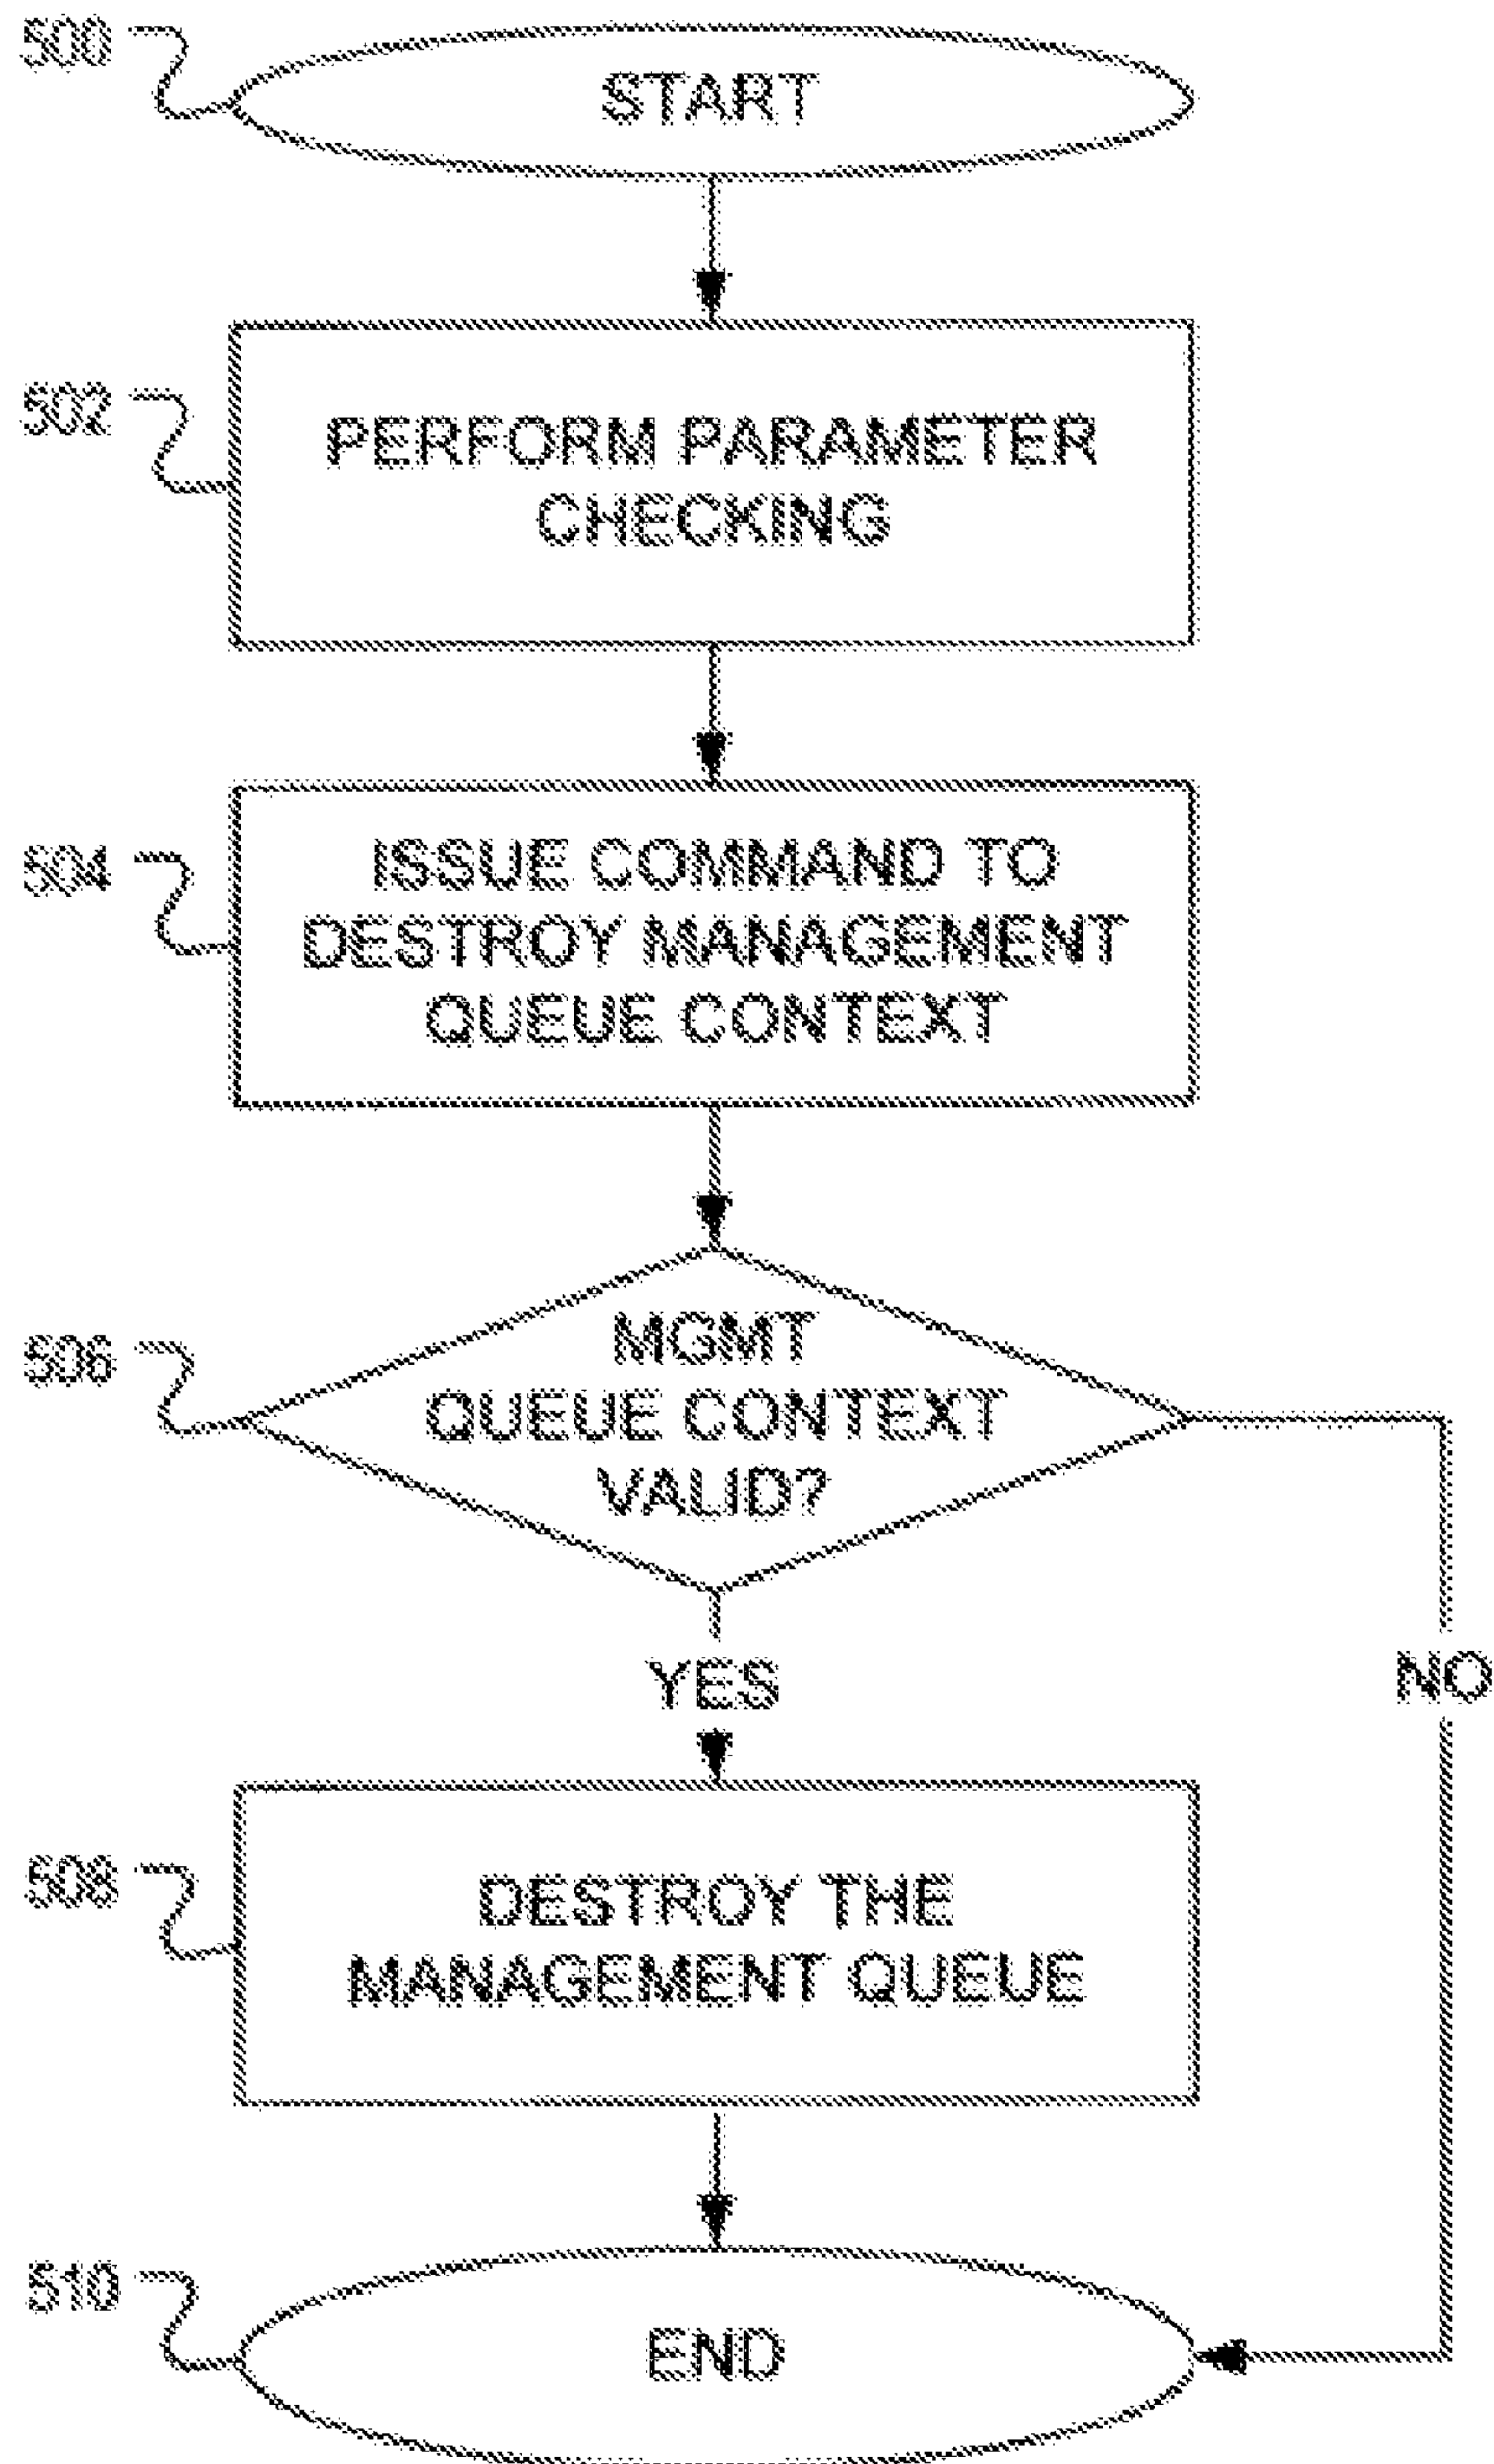 500
START
502
PERFORM PARAMETER
CHECKING
504
ISSUE COMMAND TO
DESTROY MANAGEMENT
QUEUE CONTEXT
506
MGMT
QUEUE CONTEXT
VALID?
YES
NO
508
DESTROY THE
MANAGEMENT QUEUE
510
END